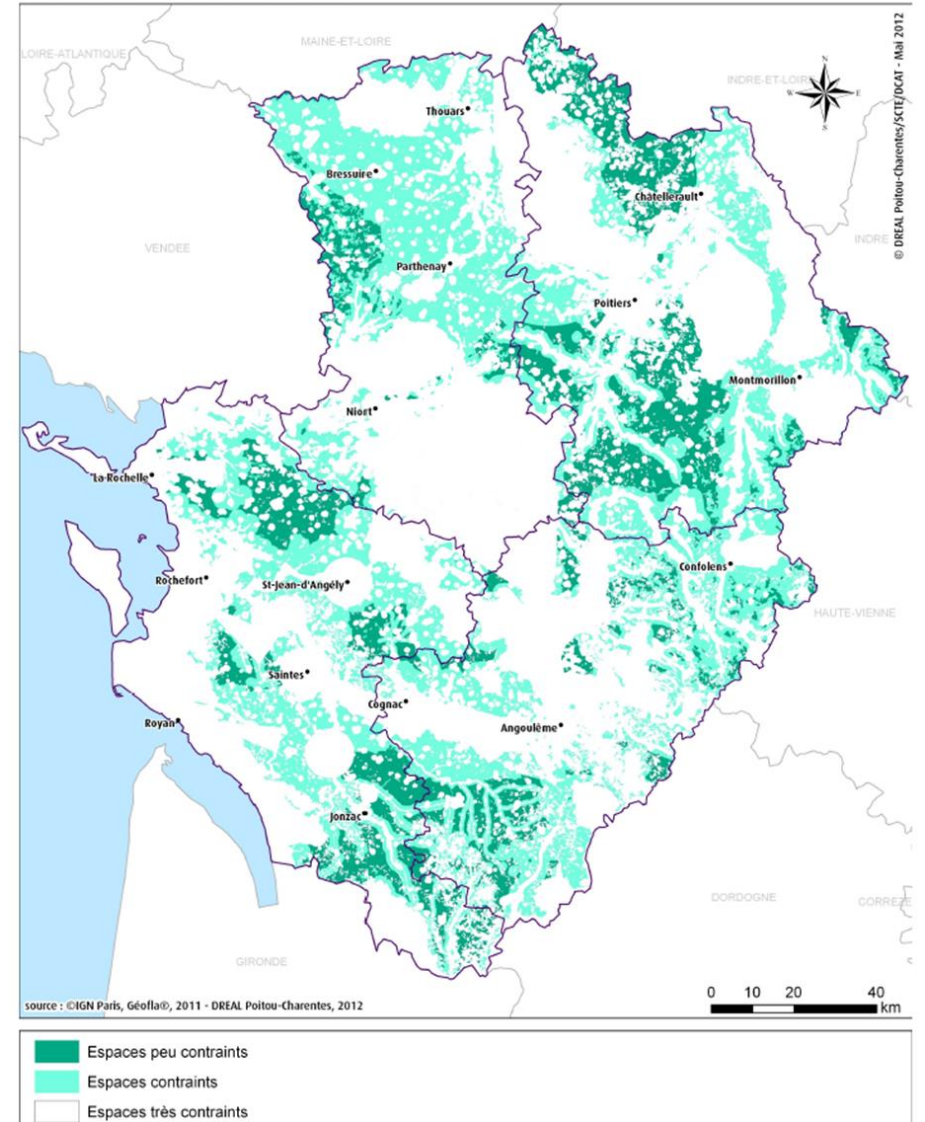 MAINE-ET-LOIRE
LOIRE-ATLANTIQUE
INDRE-ET-LOIRE
N
W E
S
© DREAL Poitou-Charentes/SCTE/DCAT - Mai 2012
Thouars
Bressuire
Châtellerault
VENDEE
INDRE
Parthenay
Poitiers
Montmorillon
Niort
La Rochelle
Confolens
Rochefort
St-Jean-d'Angély
HAUTE-VIENNE
Saintes
Cognac
Royan
Angoulême
Jonzac
DORDOGNE
CORREZE
GIRONDE
0 10 20 40
km
source : ©IGN Paris, Géofla®, 2011 - DREAL Poitou-Charentes, 2012
Espaces peu contraints
Espaces contraints
Espaces très contraints